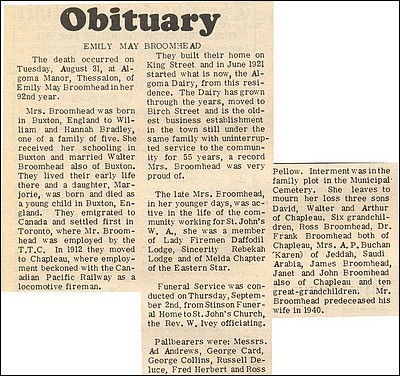 Obituary
EMILY MAY BROOMHEAD
The death occurred on
Tuesday, August 31, at Al-
goma Manor, Thessalon, of
Emily May Broomhead in her
92nd year.
Mrs. Broomhead was born
in Buxton, England to Wil-
liam and Hannah Bradley,
one of a family of five. She
received her schooling in
Buxton and married Walter
Broomhead also of Buxton.
They lived their early life
there and a daughter, Mar-
jorie, was born and died as
a young child in Buxton, En-
gland. They emigrated to
Canada and settled first in
Toronto, where Mr. Broom-
head was employed by the
T.T.C. In 1912 they moved
to Chapleau, where employ-
ment beckoned with the Can-
adian Pacific Railway as a
locomotive fireman.
They built their home on
King Street and in June 1921
started what is now, the Al-
goma Dairy, from this res-
idence. The Dairy has grown
through the years, moved to
Birch Street and is the old-
est business establishment
in the town still under the
same family with uninterrup-
ted service to the commun-
ity for 55 years, a record
Mrs. Broomhead was very
proud of.
The late Mrs. Broomhead,
in her younger days, was ac-
tive in the life of the com-
munity working for St. John's
W. A., she was a member
of Lady Firemen Daffodil
Lodge, Sincerity Rebekah
Lodge and of Melda Chapter
of the Eastern Star.
Funeral Service was con-
ducted on Thursday, Septem-
ber 2nd, from Stinson Funer-
al Home to St. John's Church,
the Rev. W. Ivey officiating.
Pallbearers were: Messrs.
Ad Andrews, George Card,
George Collins, Russell De-
luce, Fred Herbert and Ross
Pellow. Interment was in the
family plot in the Municipal
Cemetery. She leaves to
mourn her loss three sons
David, Walter and Arthur
of Chapleau. Six grandchil-
dren, Ross Broomhead, Dr.
Frank Broomhead both of
Chapleau, Mrs. A. P. Buchan
(Karen) of Jeddah, Saudi
Arabia, James Broomhead,
Janet and John Broomhead
also of Chapleau and ten
great-grandchildren. Mr.
Broomhead predeceased his
wife in 1940.